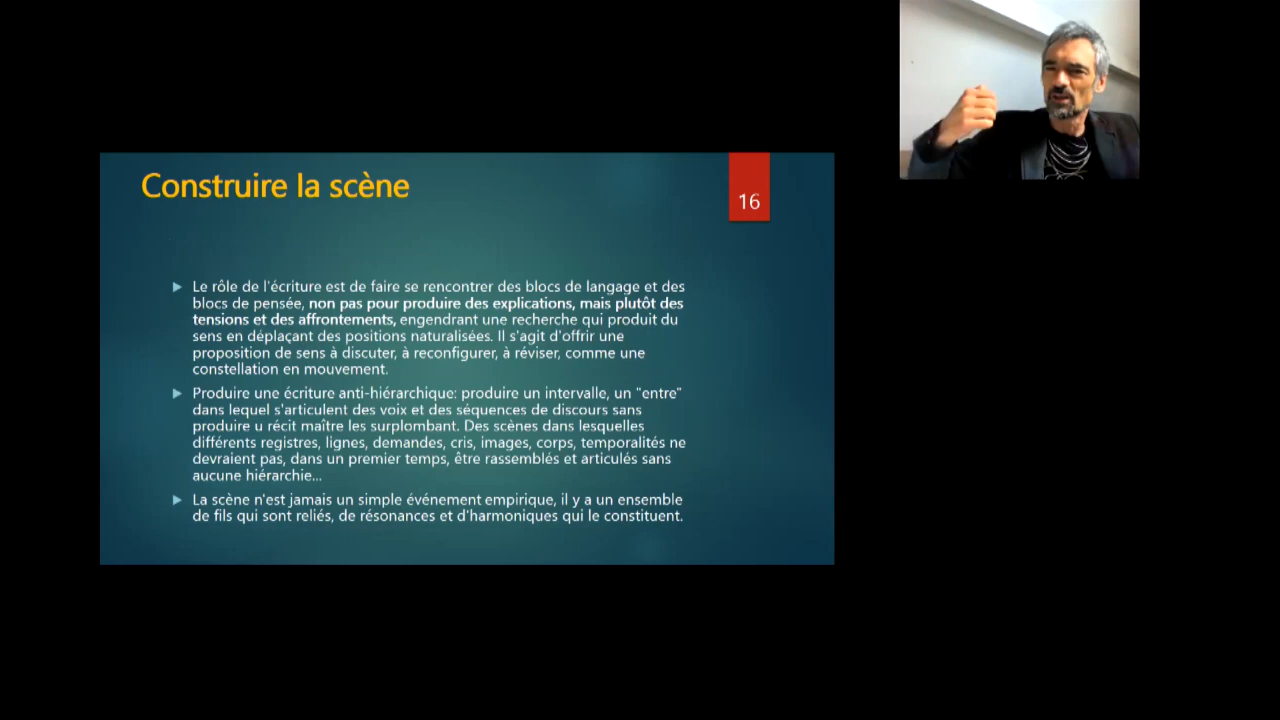 Construire la scène
16
Le rôle de l'écriture est de faire se rencontrer des blocs de langage et des
blocs de pensée, non pas pour produire des explications, mais plutôt des
tensions et des affrontements, engendrant une recherche qui produit du
sens en déplaçant des positions naturalisées. Il s'agit d'offrir une
proposition de sens à discuter, à reconfigurer, à réviser, comme une
constellation en mouvement.
Produire une écriture anti-hiérarchique: produire un intervalle, un "entre"
dans lequel s'articulent des voix et des séquences de discours sans
produire u récit maître les surplombant. Des scènes dans lesquelles
différents registres, lignes, demandes, cris, images, corps, temporalités ne
devraient pas, dans un premier temps, être rassemblés et articulés sans
aucune hiérarchie...
La scène n'est jamais un simple événement empirique, il y a un ensemble
de fils qui sont reliés, de résonances et d'harmoniques qui le constituent.